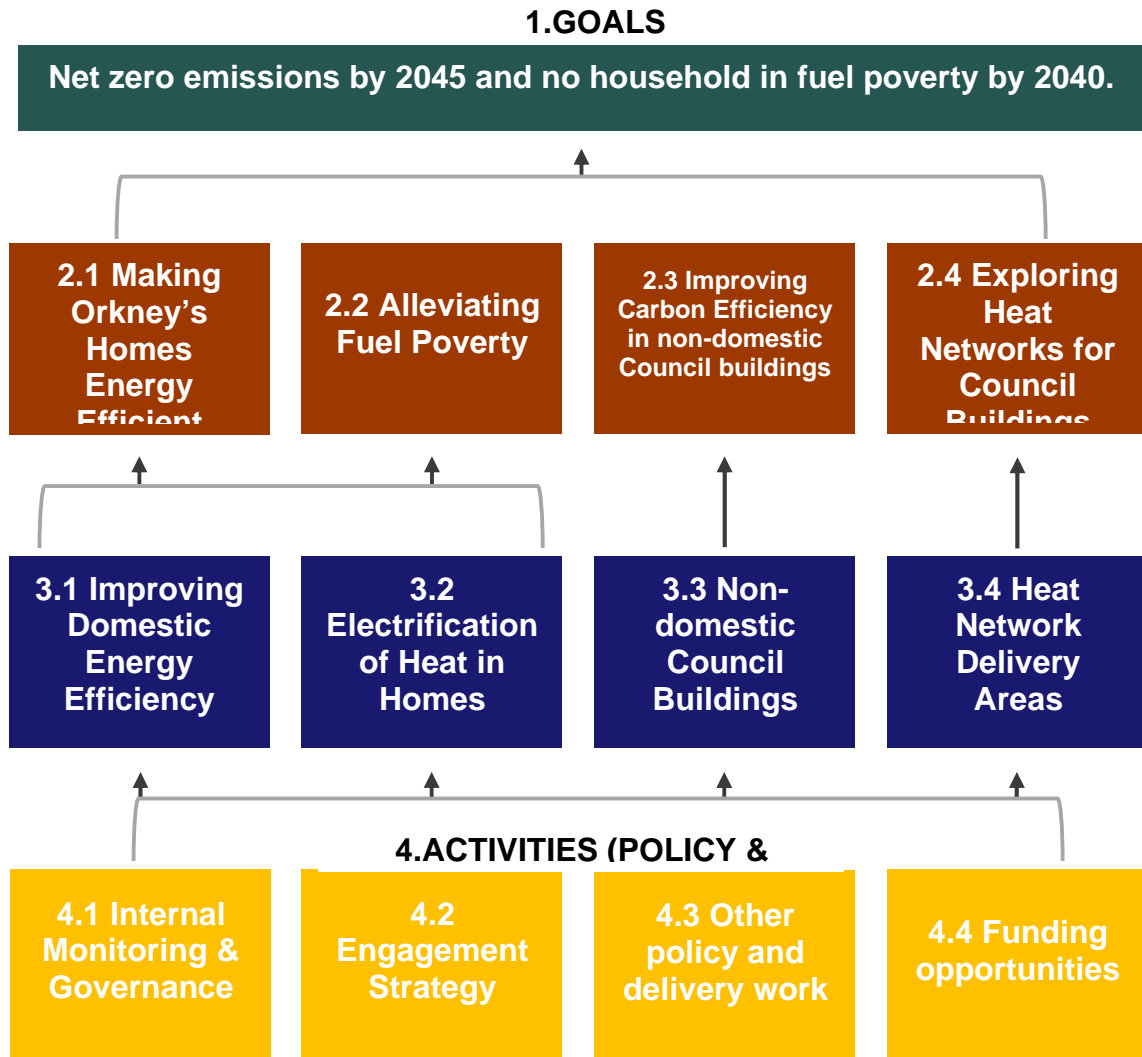 1.GOALS
Net zero emissions by 2045 and no household in fuel poverty by 2040.
2.1 Making
Orkney’s
Homes
Energy
Efficient
2.2 Alleviating
Fuel Poverty
2.3 Improving
Carbon Efficiency
in non-domestic
Council buildings
2.4 Exploring
Heat
Networks for
Council
Buildings
3.1 Improving
Domestic
Energy
Efficiency
3.2
Electrification
of Heat in
Homes
3.3 Non-
domestic
Council
Buildings
3.4 Heat
Network
Delivery
Areas
4.ACTIVITIES (POLICY &
4.1 Internal
Monitoring &
Governance
4.2
Engagement
Strategy
4.3 Other
policy and
delivery work
4.4 Funding
opportunities